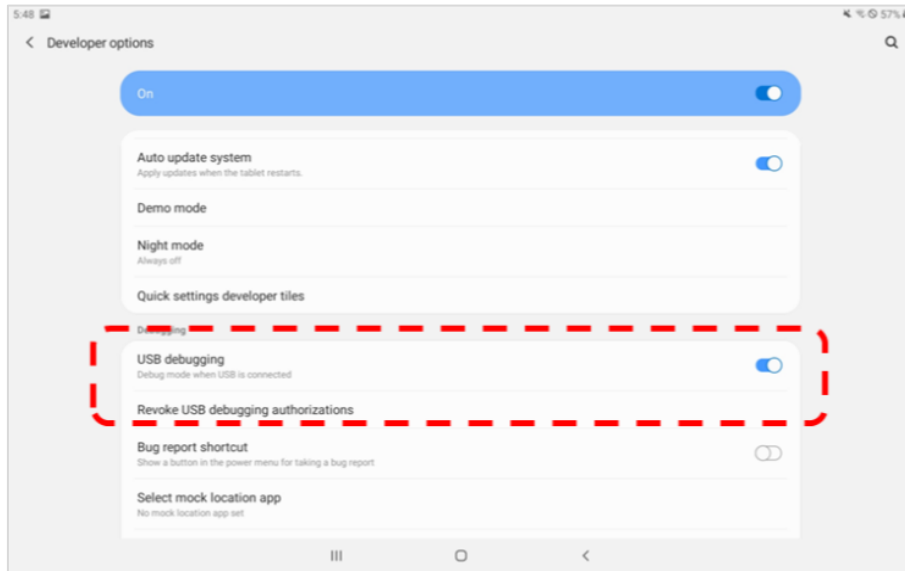 5:48
57%
Developer options
On
Auto update system
Apply updates when the tablet restarts.
Demo mode
Night mode
Always off
Quick settings developer tiles
Debugging
USB debugging
Debug mode when USB is connected
Revoke USB debugging authorizations
Bug report shortcut
Show a button in the power menu for taking a bug report
Select mock location app
No mock location app set